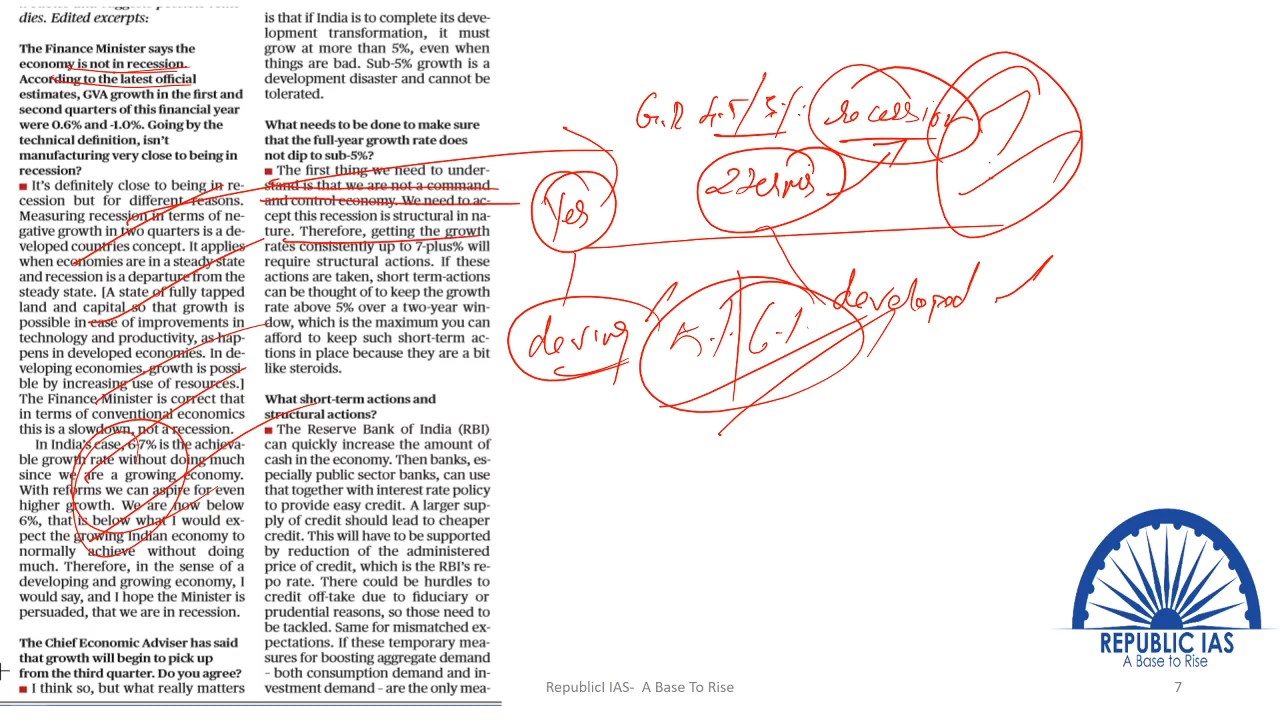 dies. Edited excerpts:
The Finance Minister says the
economy is not in recession.
According to the latest official
estimates, GVA growth in the first and
second quarters of this financial year
were 0.6% and -1.0%. Going by the
technical definition, isn't
manufacturing very close to being in
recession?
■ It's definitely close to being in re-
cession but for different reasons.
Measuring recession in terms of ne-
gative growth in two quarters is a de-
veloped countries concept. It applies
when economies are in a steady state
and recession is a departure from the
steady state. [A state of fully tapped
land and capital so that growth is
possible in case of improvements in
technology and productivity, as hap-
pens in developed economies. In de-
veloping economies, growth is possi-
ble by increasing use of resources.]
The Finance Minister is correct that
in terms of conventional economics
this is a slowdown, not a recession.
In India's case, 6-7% is the achieva-
ble growth rate without doing much
since we are a growing economy.
With reforms we can aspire for even
higher growth. We are now below
6%, that is below what I would ex-
pect the growing Indian economy to
normally achieve without doing
much. Therefore, in the sense of a
developing and growing economy, I
would say, and I hope the Minister is
persuaded, that we are in recession.
The Chief Economic Adviser has said
that growth will begin to pick up
from the third quarter. Do you agree?
■ I think so, but what really matters
is that if India is to complete its deve-
lopment transformation, it must
grow at more than 5%, even when
things are bad. Sub-5% growth is a
development disaster and cannot be
tolerated.
What needs to be done to make sure
that the full-year growth rate does
not dip to sub-5%?
■ The first thing we need to under-
stand is that we are not a command
and control economy. We need to ac-
cept this recession is structural in na-
ture. Therefore, getting the growth
rates consistently up to 7-plus% will
require structural actions. If these
actions are taken, short term-actions
can be thought of to keep the growth
rate above 5% over a two-year win-
dow, which is the maximum you can
afford to keep such short-term ac-
tions in place because they are a bit
like steroids.
What short-term actions and
structural actions?
■ The Reserve Bank of India (RBI)
can quickly increase the amount of
cash in the economy. Then banks, es-
pecially public sector banks, can use
that together with interest rate policy
to provide easy credit. A larger sup-
ply of credit should lead to cheaper
credit. This will have to be supported
by reduction of the administered
price of credit, which is the RBI's re-
po rate. There could be hurdles to
credit off-take due to fiduciary or
prudential reasons, so those need to
be tackled. Same for mismatched ex-
pectations. If these temporary mea-
sures for boosting aggregate demand
- both consumption demand and in-
vestment demand - are the only mea-
G.R 4.5/5%
recession
Yes
developed
5% 6%
REPUBLIC IAS
A Base to Rise
RepublicI IAS- A Base To Rise
7